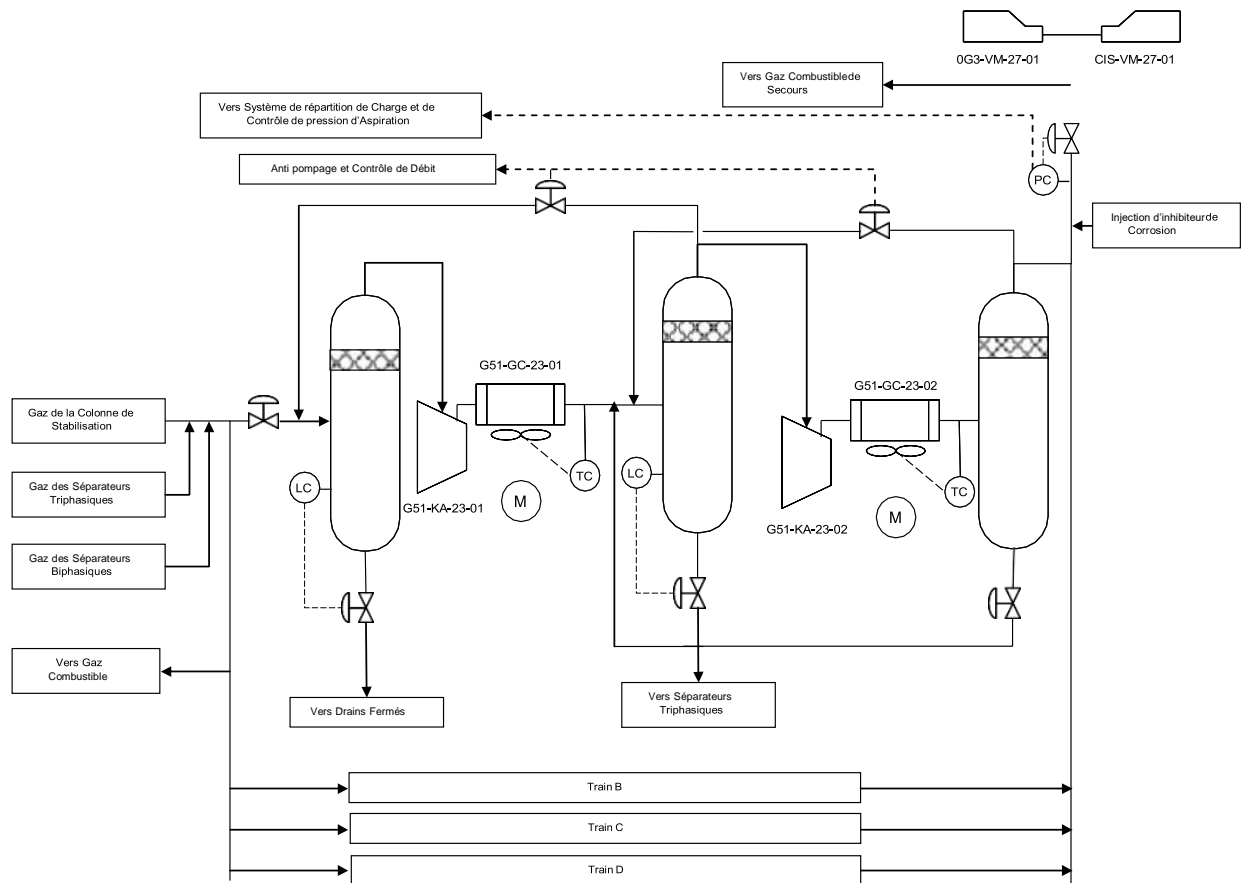 0G3-VM-27-01
CIS-VM-27-01
Vers Gaz Combustible de
Secours
Vers Système de répartition de Charge et de
Contrôle de pression d'Aspiration
Anti pompage et Contrôle de Débit
PC
Injection d'inhibiteur de
Corrosion
G51-GC-23-01
G51-GC-23-02
Gaz de la Colonne de
Stabilisation
Gaz des Séparateurs
Triphasiques
Gaz des Séparateurs
Biphasiques
LC
TC
LC
TC
G51-KA-23-01
M
G51-KA-23-02
M
Vers Gaz
Combustible
Vers Drains Fermés
Vers Séparateurs
Triphasiques
Train B
Train C
Train D